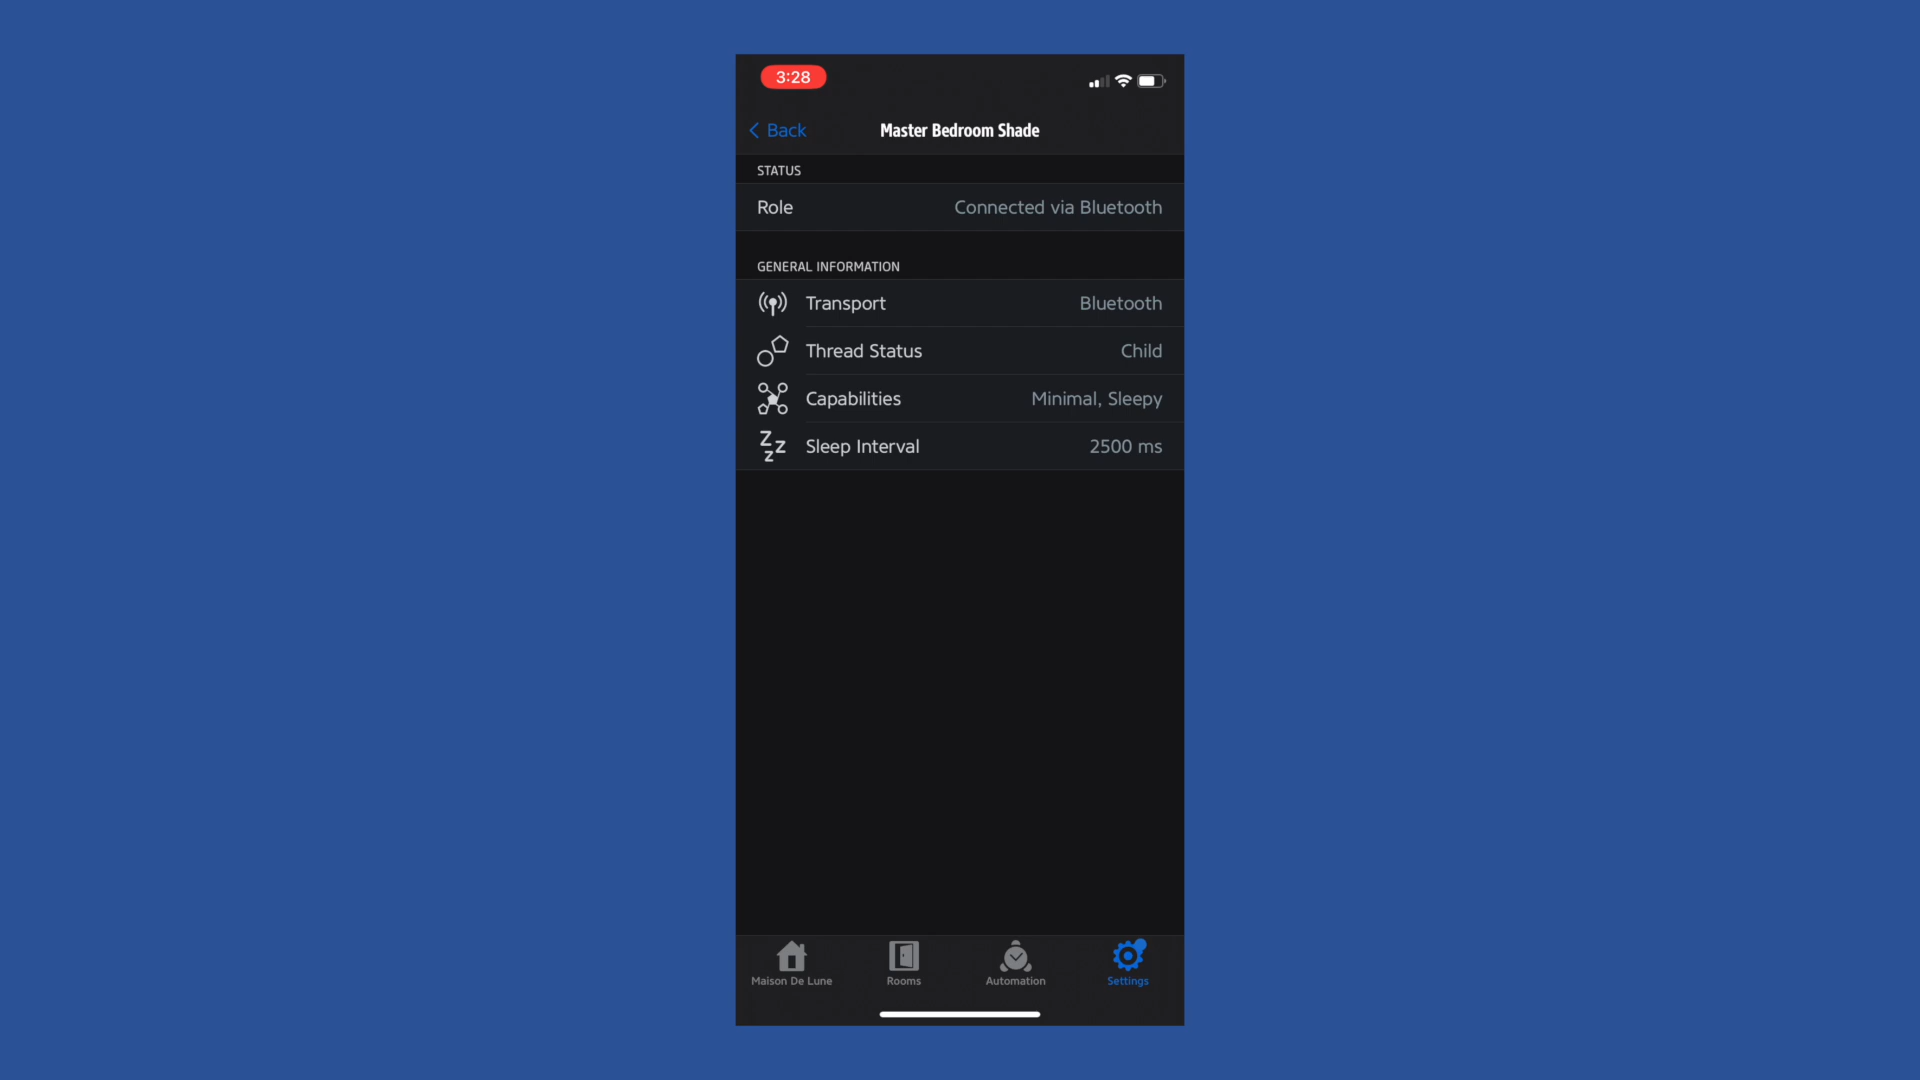 3:28
Back
Master Bedroom Shade
STATUS
Role Connected via Bluetooth
GENERAL INFORMATION
Transport Bluetooth
Thread Status Child
Capabilities Minimal, Sleepy
Sleep Interval 2500 ms
Maison De Lune Rooms Automation Settings